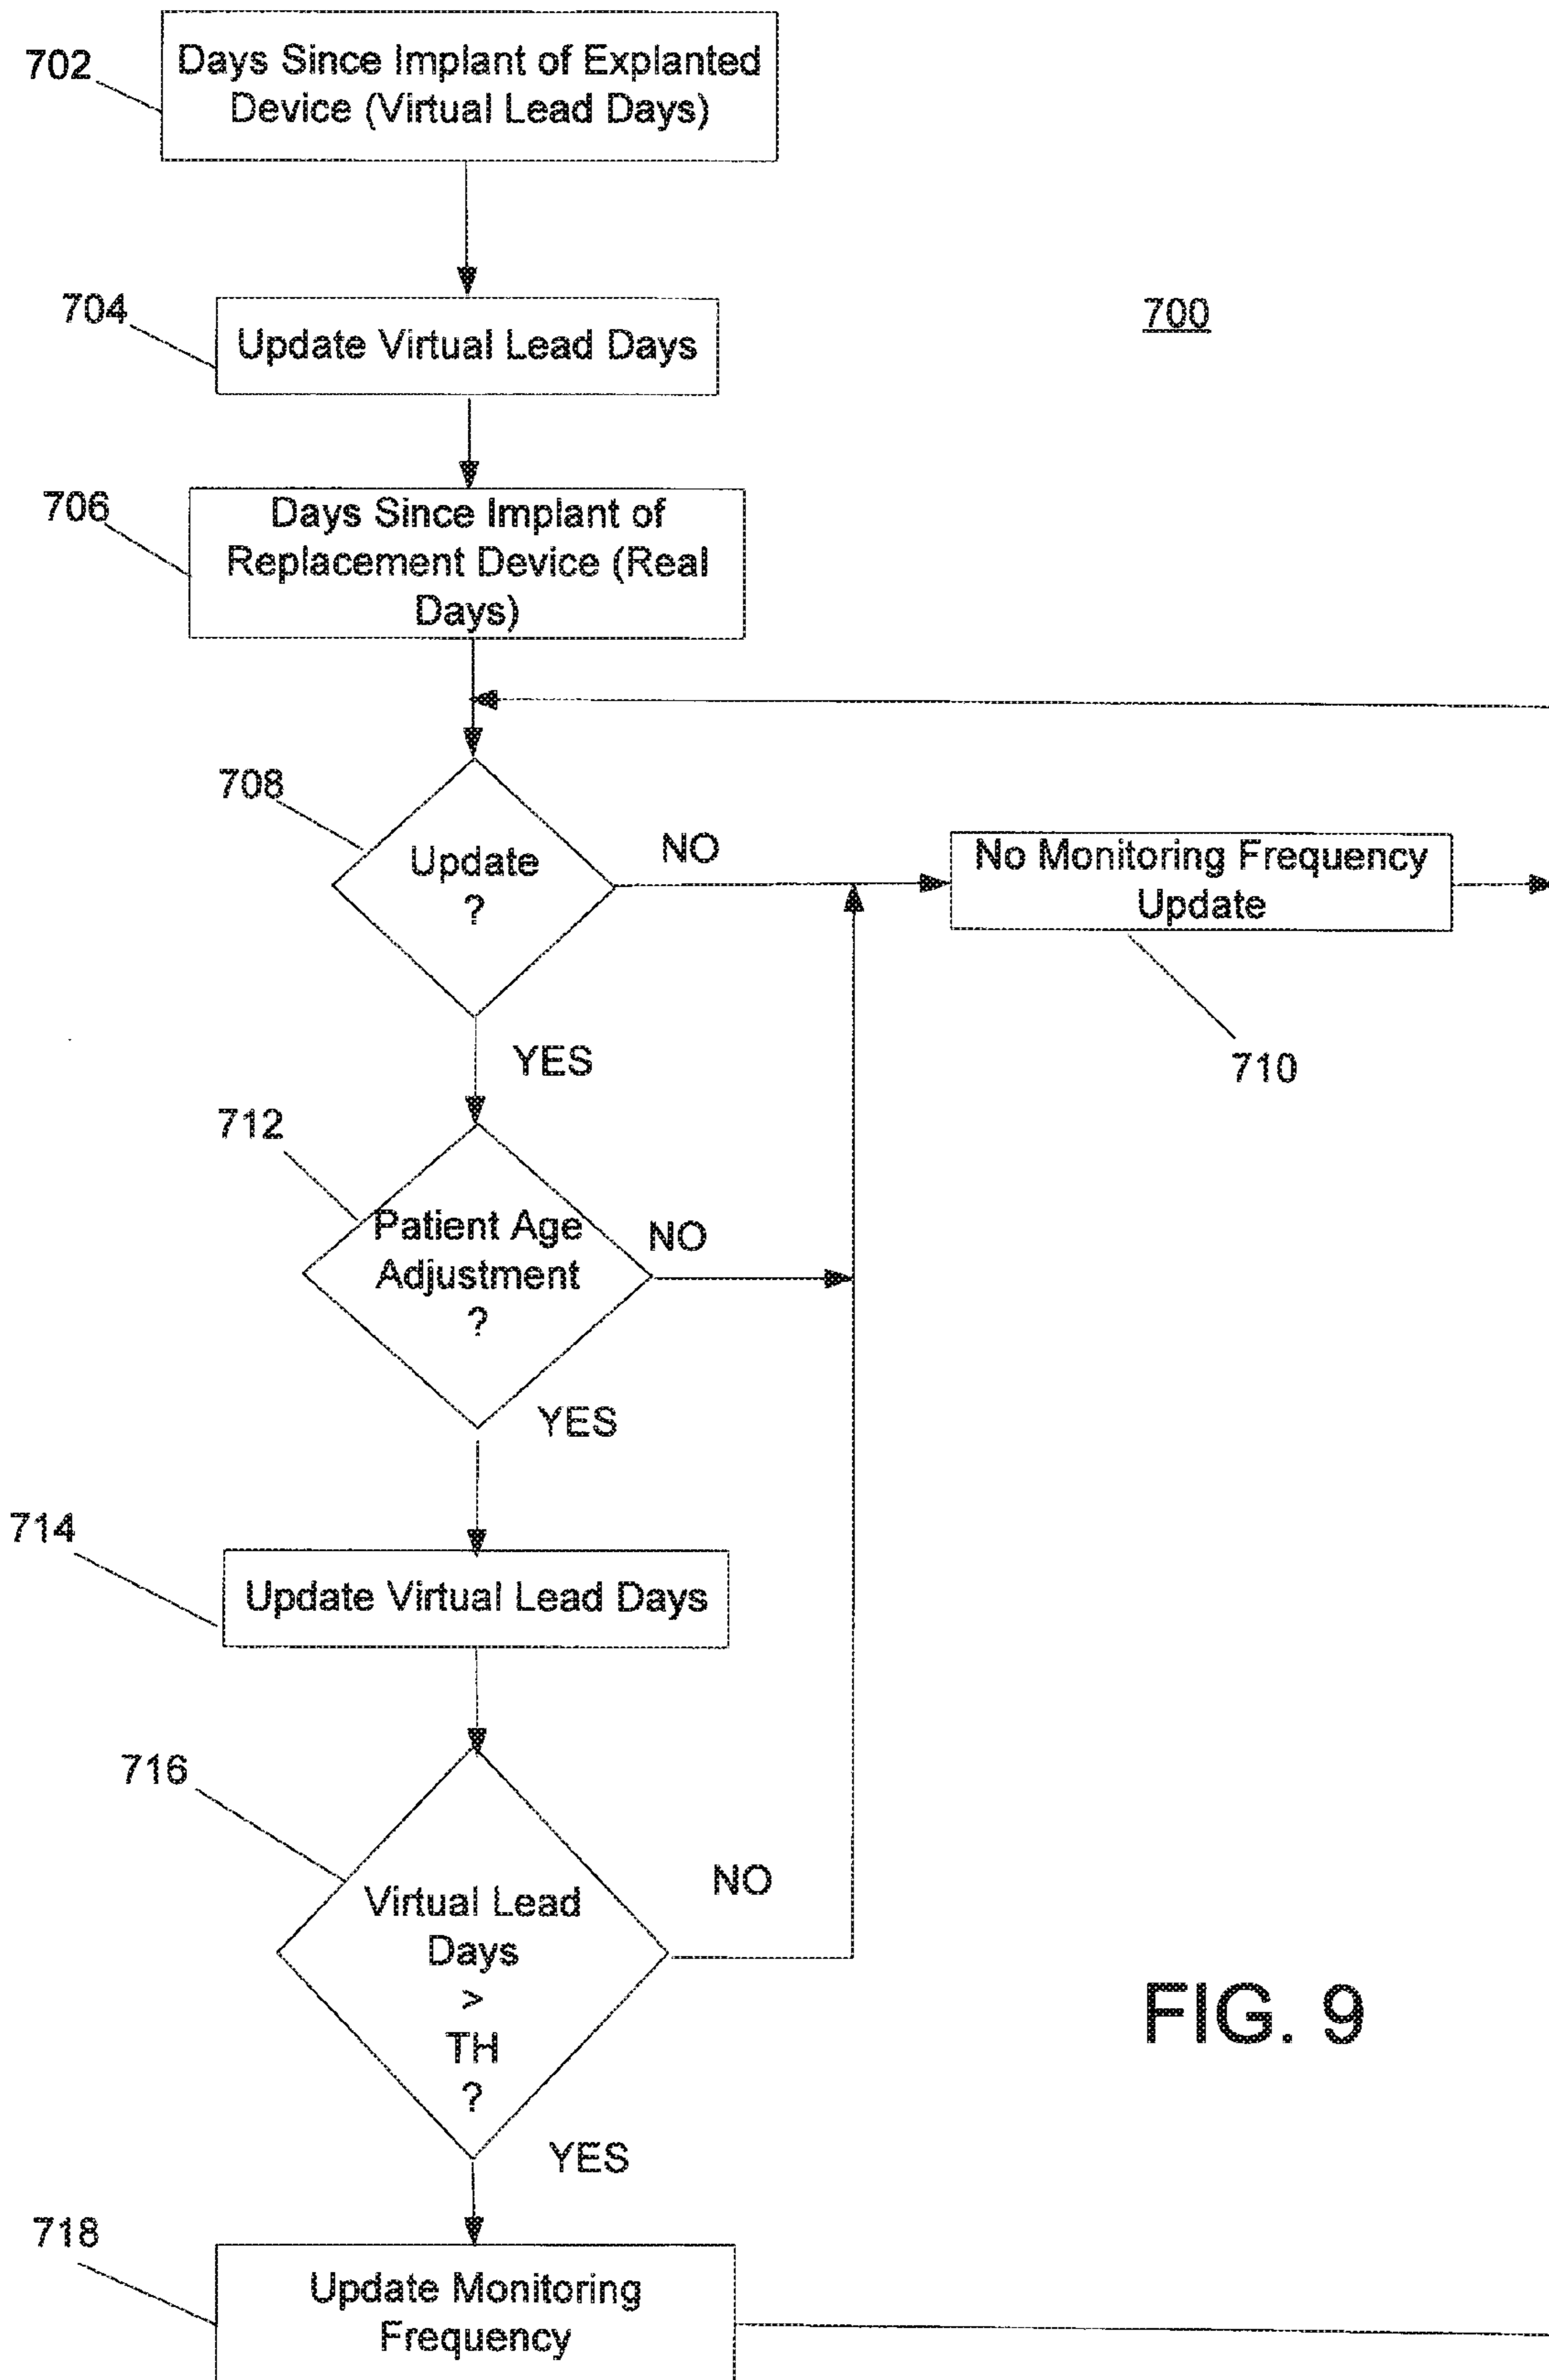 702
Days Since Implant of Explanted
Device (Virtual Lead Days)
704
Update Virtual Lead Days
700
706
Days Since Implant of
Replacement Device (Real
Days)
708
Update
?
NO
No Monitoring Frequency
Update
710
YES
712
Patient Age
Adjustment
?
NO
YES
714
Update Virtual Lead Days
716
Virtual Lead
Days
>
TH
?
NO
YES
FIG. 9
718
Update Monitoring
Frequency